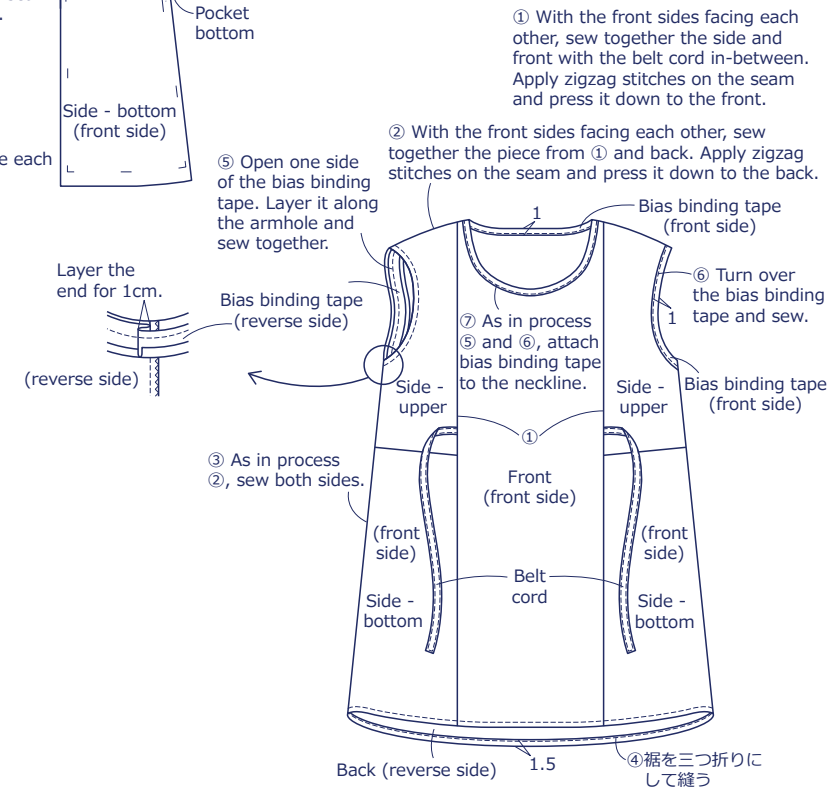 Pocket
bottom
Side - bottom
(front side)
e each
① With the front sides facing each
other, sew together the side and
front with the belt cord in-between.
Apply zigzag stitches on the seam
and press it down to the front.
② With the front sides facing each other, sew
together the piece from ① and back. Apply zigzag
stitches on the seam and press it down to the back.
⑤ Open one side
of the bias binding
tape. Layer it along
the armhole and
sew together.
1
Bias binding tape
(front side)
Layer the
end for 1cm.
Bias binding tape
(reverse side)
(reverse side)
⑥ Turn over
the bias binding
tape and sew.
1
⑦ As in process
⑤ and ⑥, attach
bias binding tape
to the neckline.
Side -
upper
Side -
upper
Bias binding tape
(front side)
①
③ As in process
②, sew both sides.
Front
(front side)
(front
side)
(front
side)
Belt
cord
Side -
bottom
Side -
bottom
Back (reverse side)
1.5
④裾を三つ折りに
して縫う